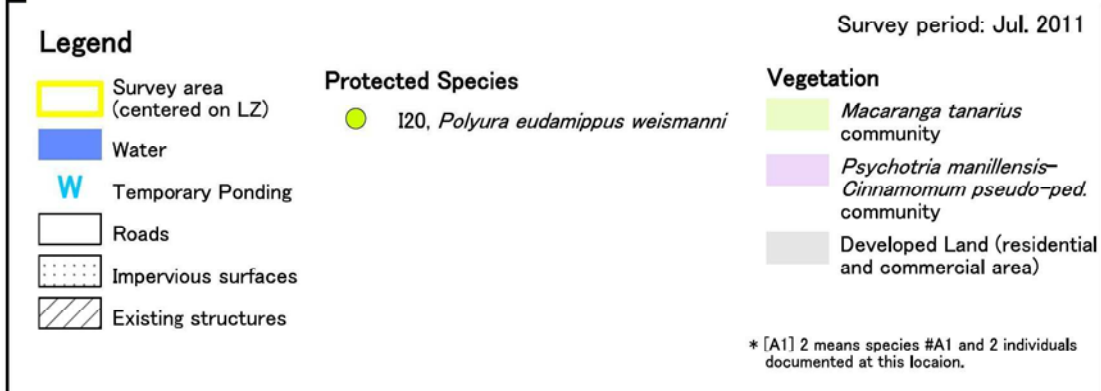 Survey period: Jul. 2011
Legend
Survey area
(centered on LZ)
Water
W
Temporary Ponding
Roads
Impervious surfaces
Existing structures
Protected Species
I20, Polyura eudamippus weismanni
Vegetation
Macaranga tanarius
community
Psychotria manillensis-
Cinnamomum pseudo-ped.
community
Developed Land (residential
and commercial area)
* [A1] 2 means species #A1 and 2 individuals
documented at this locaion.